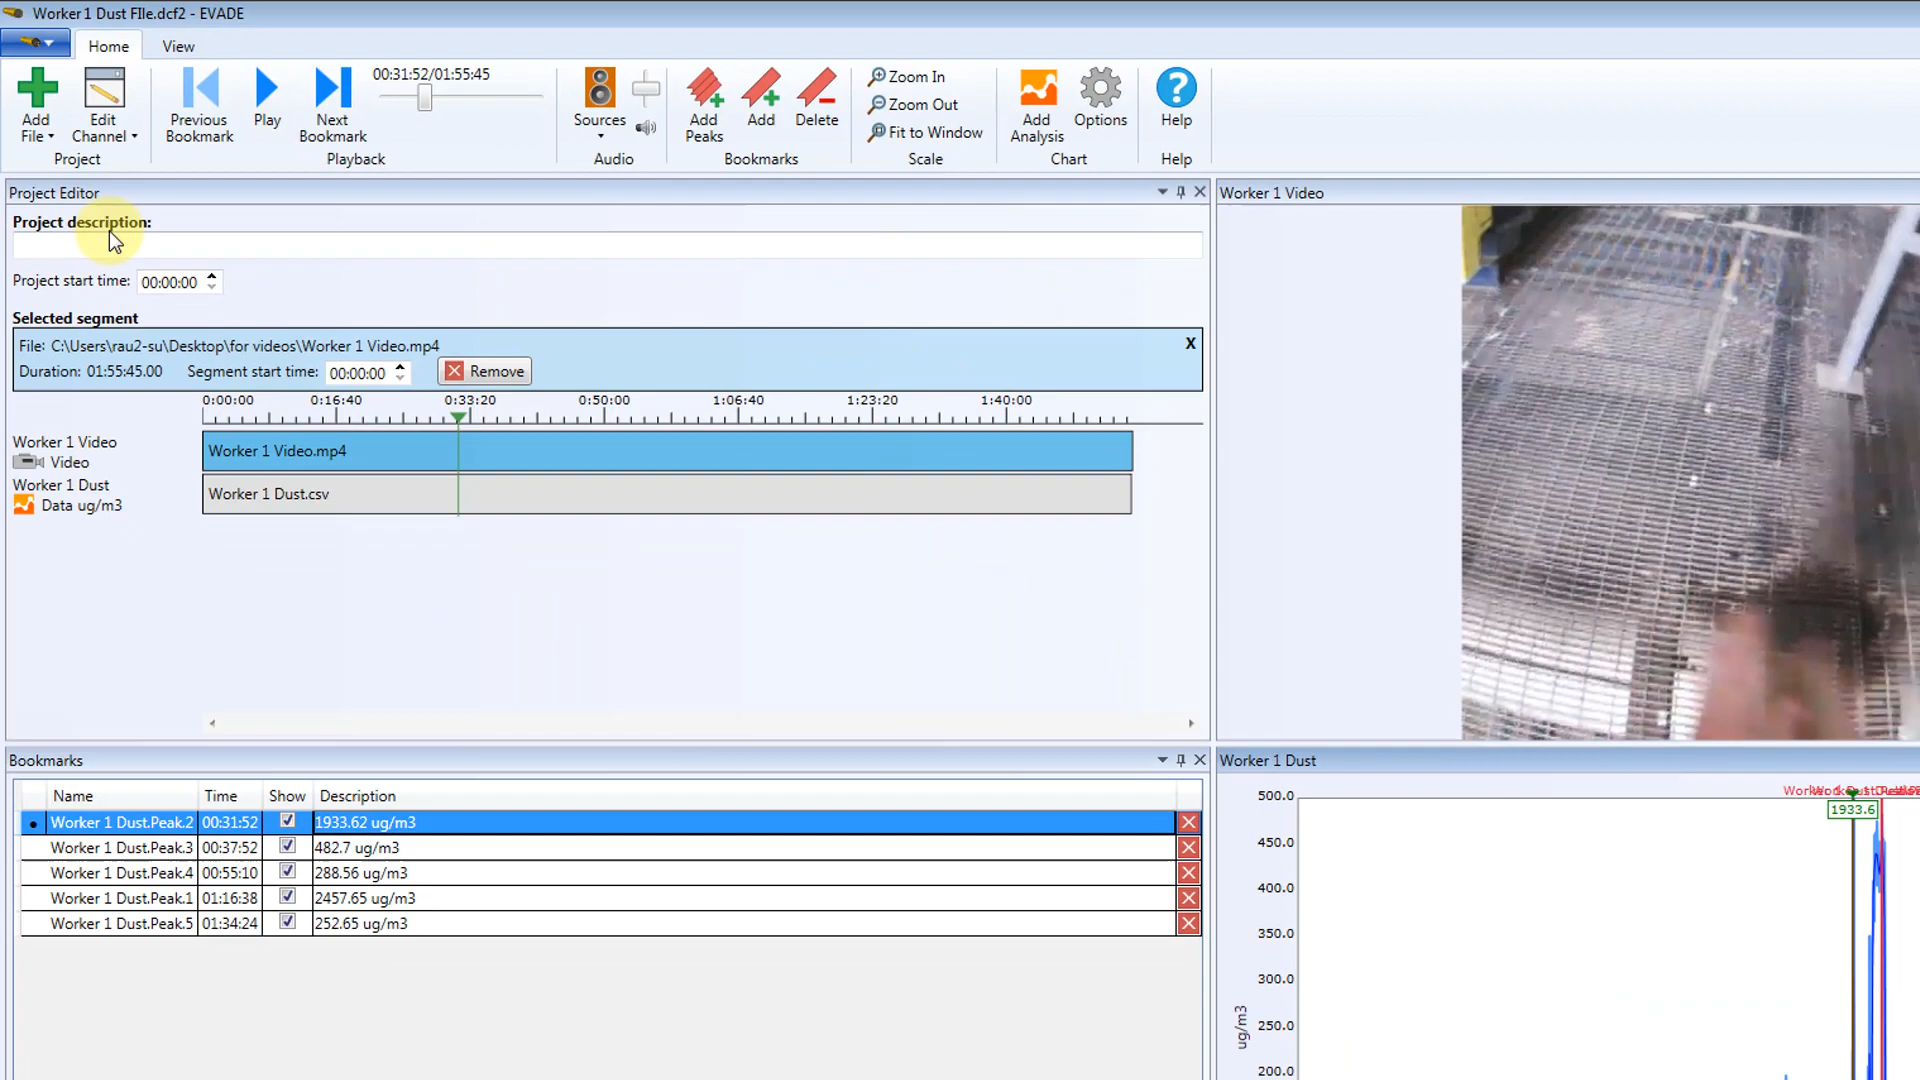 Worker 1 Dust FIle.dcf2 - EVADE
Home
View
Add File
Edit Channel
Project
Previous Bookmark
Play
Next Bookmark
00:31:52/01:55:45
Playback
Sources
Audio
Add Peaks
Add
Delete
Bookmarks
Zoom In
Zoom Out
Fit to Window
Scale
Add Analysis
Options
Chart
Help
Help
Project Editor
Project description:
Project start time: 00:00:00
Selected segment
File: C:\Users\rau2-su\Desktop\for videos\Worker 1 Video.mp4
X
Duration: 01:55:45.00 Segment start time: 00:00:00 Remove
0:00:00 0:16:40 0:33:20 0:50:00 1:06:40 1:23:20 1:40:00
Worker 1 Video
Video
Worker 1 Video.mp4
Worker 1 Dust
Data ug/m3
Worker 1 Dust.csv
Worker 1 Video
Bookmarks
Name Time Show Description
Worker 1 Dust.Peak.2 00:31:52 1933.62 ug/m3
Worker 1 Dust.Peak.3 00:37:52 482.7 ug/m3
Worker 1 Dust.Peak.4 00:55:10 288.56 ug/m3
Worker 1 Dust.Peak.1 01:16:38 2457.65 ug/m3
Worker 1 Dust.Peak.5 01:34:24 252.65 ug/m3
Worker 1 Dust
500.0
1933.6
450.0
400.0
350.0
300.0
250.0
200.0
ug/m3